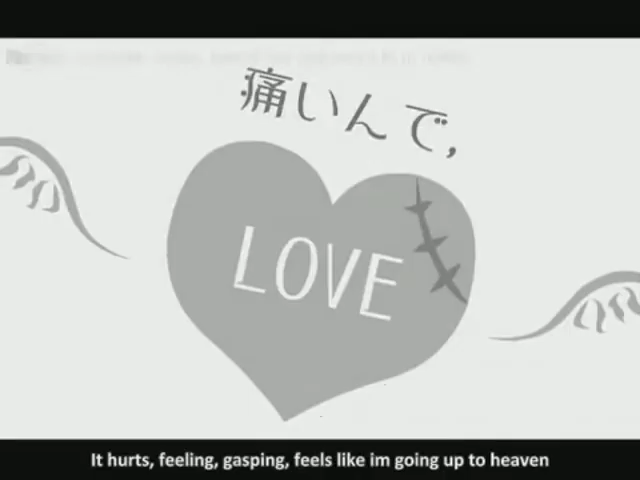 痛いんで,
LOVE
It hurts, feeling, gasping, feels like im going up to heaven